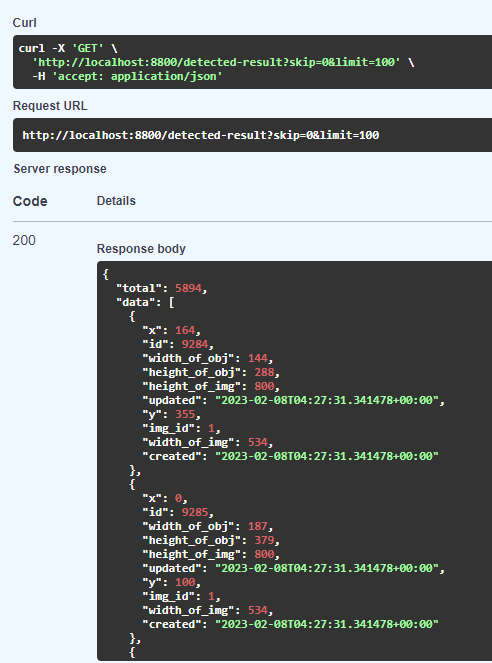 Curl
curl -X 'GET' \
  'http://localhost:8800/detected-result?skip=0&limit=100' \
  -H 'accept: application/json'
Request URL
http://localhost:8800/detected-result?skip=0&limit=100
Server response
Code Details
200
Response body
{
  "total": 5894,
  "data": [
    {
      "x": 164,
      "id": 9284,
      "width_of_obj": 144,
      "height_of_obj": 288,
      "height_of_img": 800,
      "updated": "2023-02-08T04:27:31.341478+00:00",
      "y": 355,
      "img_id": 1,
      "width_of_img": 534,
      "created": "2023-02-08T04:27:31.341478+00:00"
    },
    {
      "x": 0,
      "id": 9285,
      "width_of_obj": 187,
      "height_of_obj": 379,
      "height_of_img": 800,
      "updated": "2023-02-08T04:27:31.341478+00:00",
      "y": 100,
      "img_id": 1,
      "width_of_img": 534,
      "created": "2023-02-08T04:27:31.341478+00:00"
    },
    {